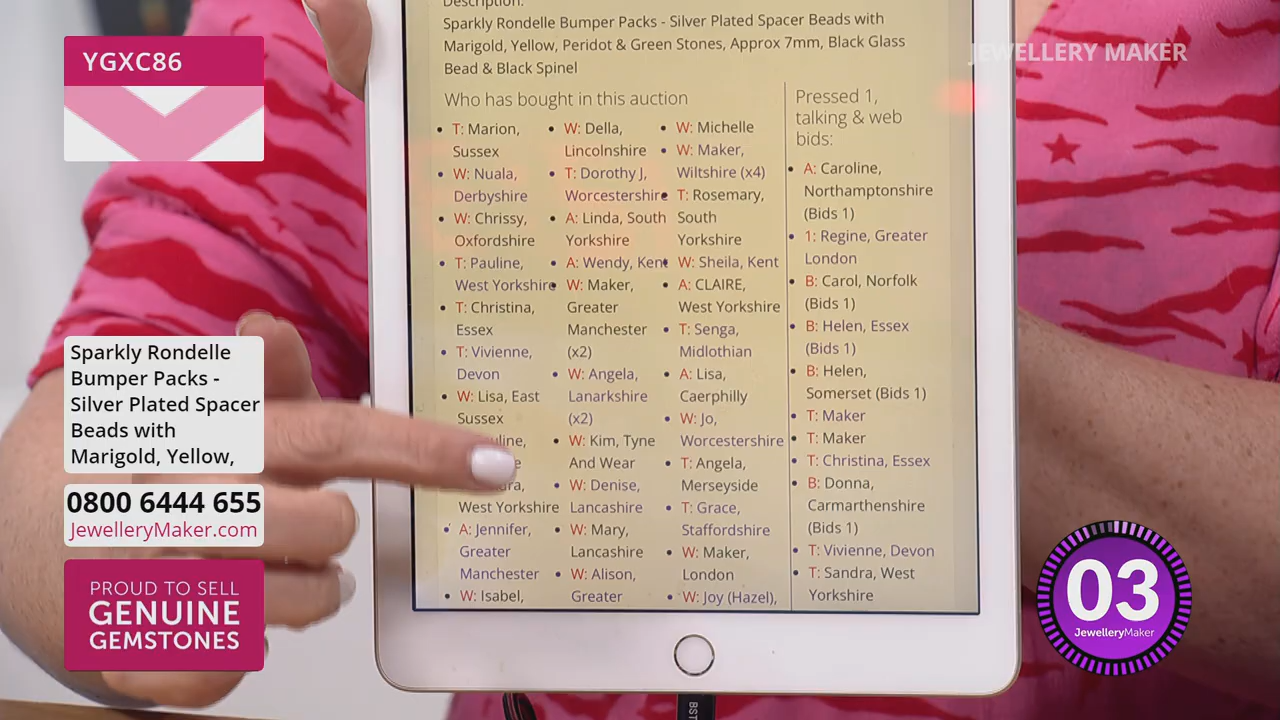 YGXC86
Sparkly Rondelle
Bumper Packs -
Silver Plated Spacer
Beads with
Marigold, Yellow,
0800 6444 655
JewelleryMaker.com
PROUD TO SELL
GENUINE
GEMSTONES
Description:
Sparkly Rondelle Bumper Packs - Silver Plated Spacer Beads with
Marigold, Yellow, Peridot & Green Stones, Approx 7mm, Black Glass
Bead & Black Spinel
Who has bought in this auction
T: Marion,
Sussex
W: Nuala,
Derbyshire
W: Chrissy,
Oxfordshire
T: Pauline,
West Yorkshire
T: Christina,
Essex
T: Vivienne,
Devon
W: Lisa, East
Sussex
West Yorkshire
A: Jennifer,
Greater
Manchester
W: Isabel,
W: Della,
Lincolnshire
T: Dorothy J,
Worcestershire
A: Linda, South
Yorkshire
A: Wendy, Kent
W: Maker,
Greater
Manchester
(x2)
W: Angela,
Lanarkshire
(x2)
W: Kim, Tyne
And Wear
W: Denise,
Lancashire
W: Mary,
Lancashire
W: Alison,
Greater
W: Michelle
W: Maker,
Wiltshire (x4)
T: Rosemary,
South
Yorkshire
W: Sheila, Kent
A: CLAIRE,
West Yorkshire
T: Senga,
Midlothian
A: Lisa,
Caerphilly
W: Jo,
Worcestershire
T: Angela,
Merseyside
T: Grace,
Staffordshire
W: Maker,
London
W: Joy (Hazel),
Pressed 1,
talking & web
bids:
A: Caroline,
Northamptonshire
(Bids 1)
1: Regine, Greater
London
B: Carol, Norfolk
(Bids 1)
B: Helen, Essex
(Bids 1)
B: Helen,
Somerset (Bids 1)
T: Maker
T: Maker
T: Christina, Essex
B: Donna,
Carmarthenshire
(Bids 1)
T: Vivienne, Devon
T: Sandra, West
Yorkshire
JEWELLERY MAKER
03
JewelleryMaker
BST